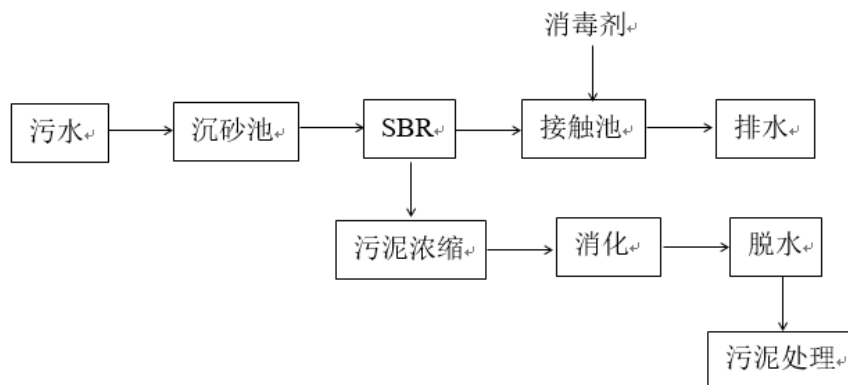 消毒剂
污水
沉砂池
SBR
接触池
排水
污泥浓缩
消化
脱水
污泥处理